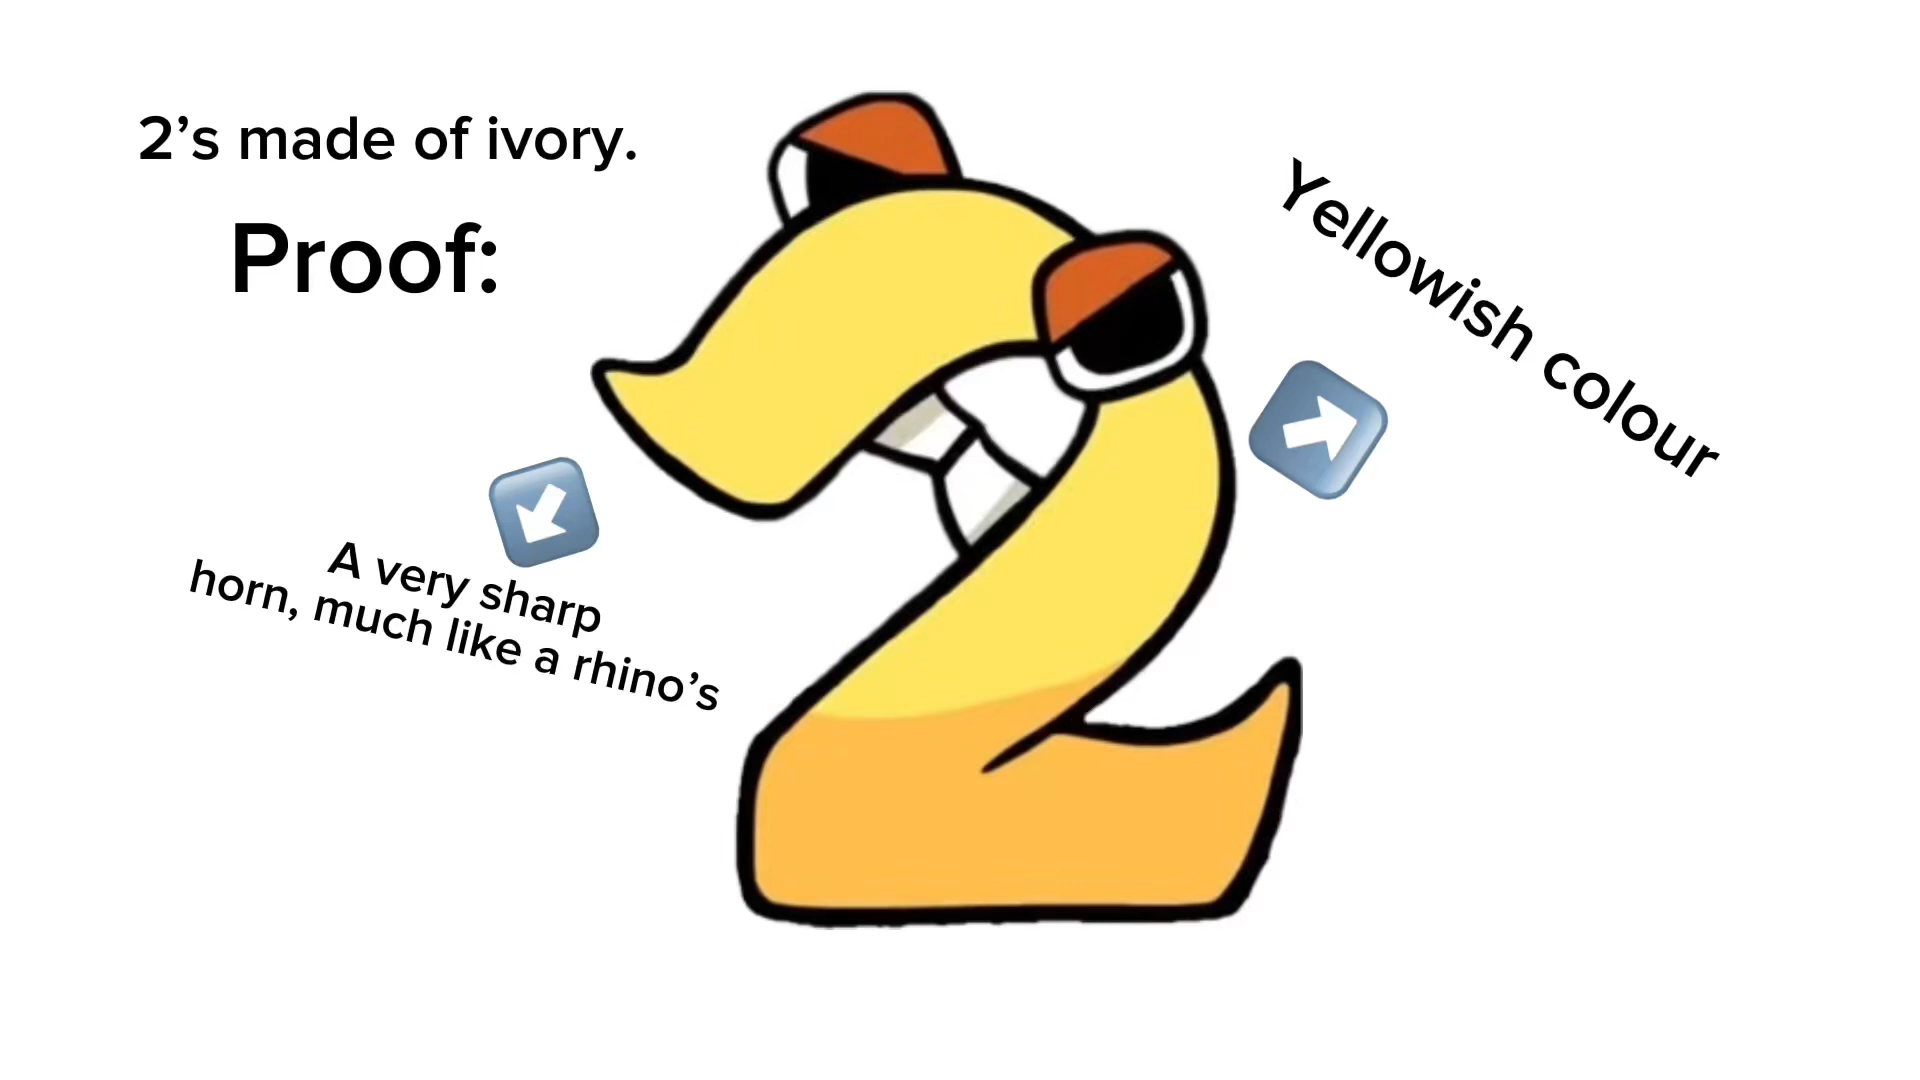 2’s made of ivory.
Proof:
Yellowish colour
A very sharp
horn, much like a rhino’s